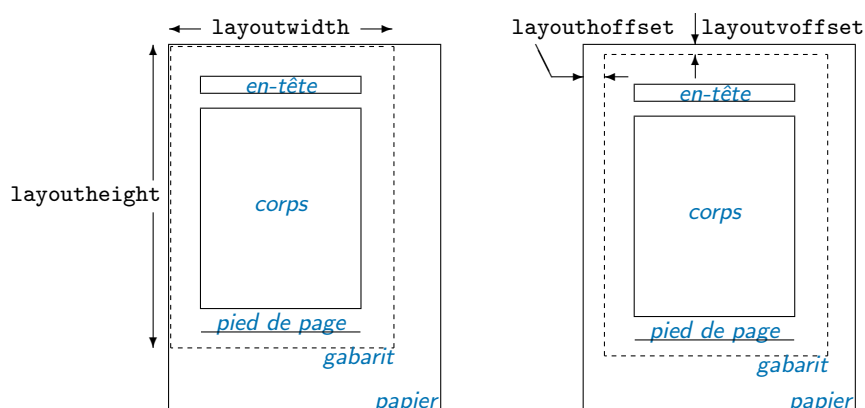 layoutwidth
en-tête
layoutheight
corps
pied de page
gabarit
papier
layouthoffset
layoutvoffset
en-tête
corps
pied de page
gabarit
papier